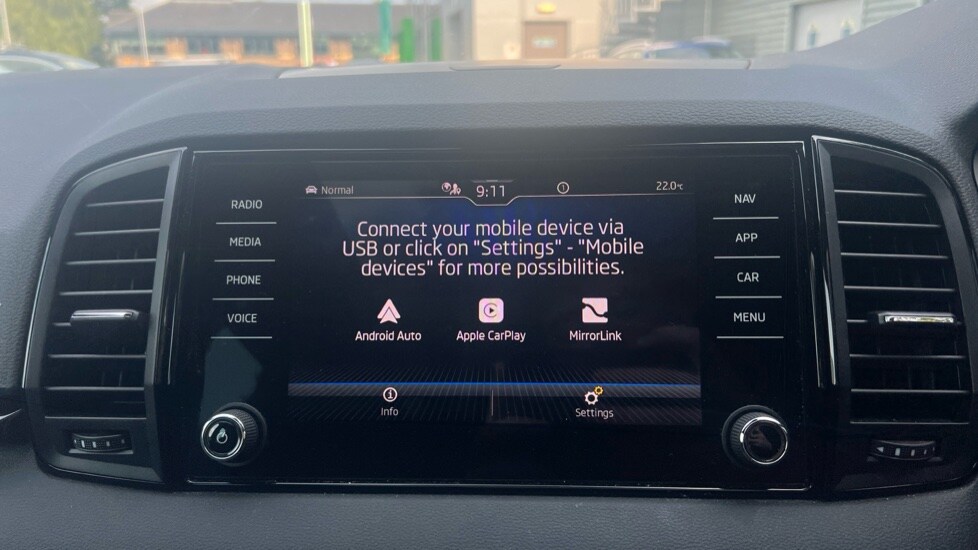 Normal
9:11
22.0°C
RADIO
MEDIA
PHONE
VOICE
Connect your mobile device via
USB or click on "Settings" - "Mobile
devices" for more possibilities.
Android Auto
Apple CarPlay
MirrorLink
Info
Settings
NAV
APP
CAR
MENU